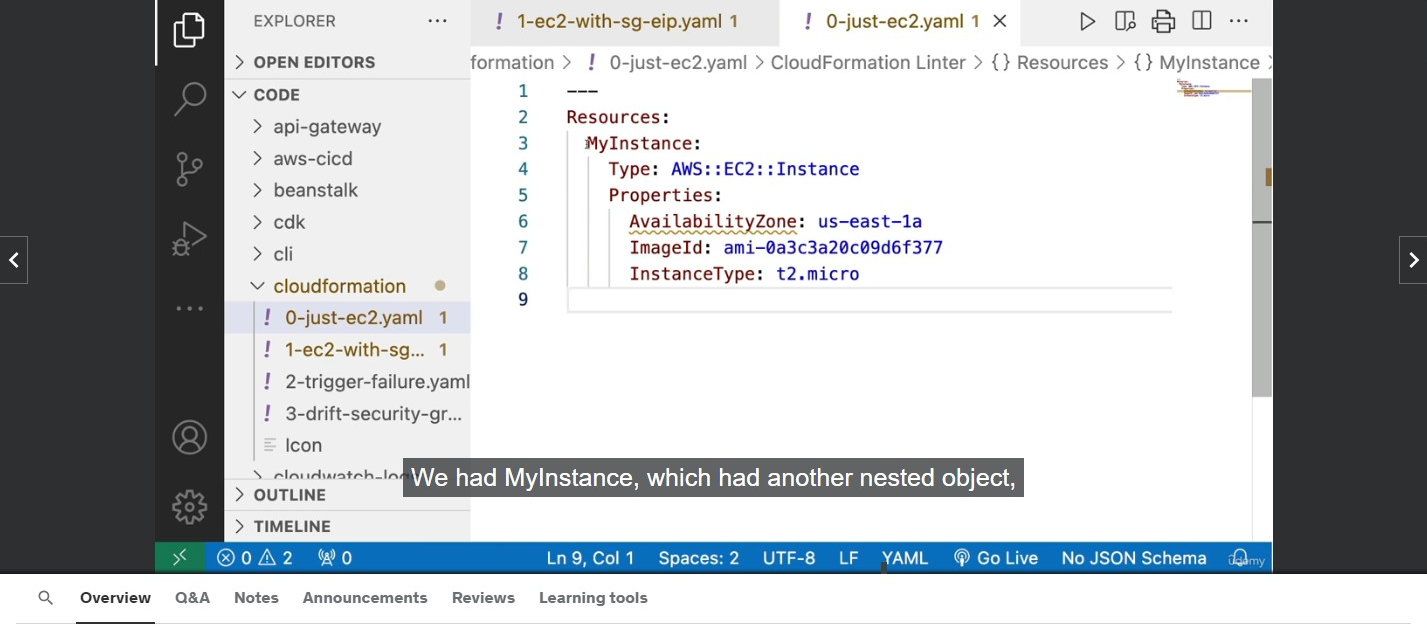 EXPLORER
! 1-ec2-with-sg-eip.yaml 1
! 0-just-ec2.yaml 1
OPEN EDITORS
formation > ! 0-just-ec2.yaml > CloudFormation Linter > {} Resources > {} MyInstance >
CODE
api-gateway
aws-cicd
beanstalk
cdk
cli
cloudformation
! 0-just-ec2.yaml 1
! 1-ec2-with-sg... 1
! 2-trigger-failure.yaml
! 3-drift-security-gr...
Icon
cloudwatch-log
OUTLINE
TIMELINE
1 ---
2 Resources:
3 MyInstance:
4 Type: AWS::EC2::Instance
5 Properties:
6 AvailabilityZone: us-east-1a
7 ImageId: ami-0a3c3a20c09d6f377
8 InstanceType: t2.micro
9
We had MyInstance, which had another nested object,
0 2 0 Ln 9, Col 1 Spaces: 2 UTF-8 LF YAML Go Live No JSON Schema
ûdemy
Overview Q&A Notes Announcements Reviews Learning tools